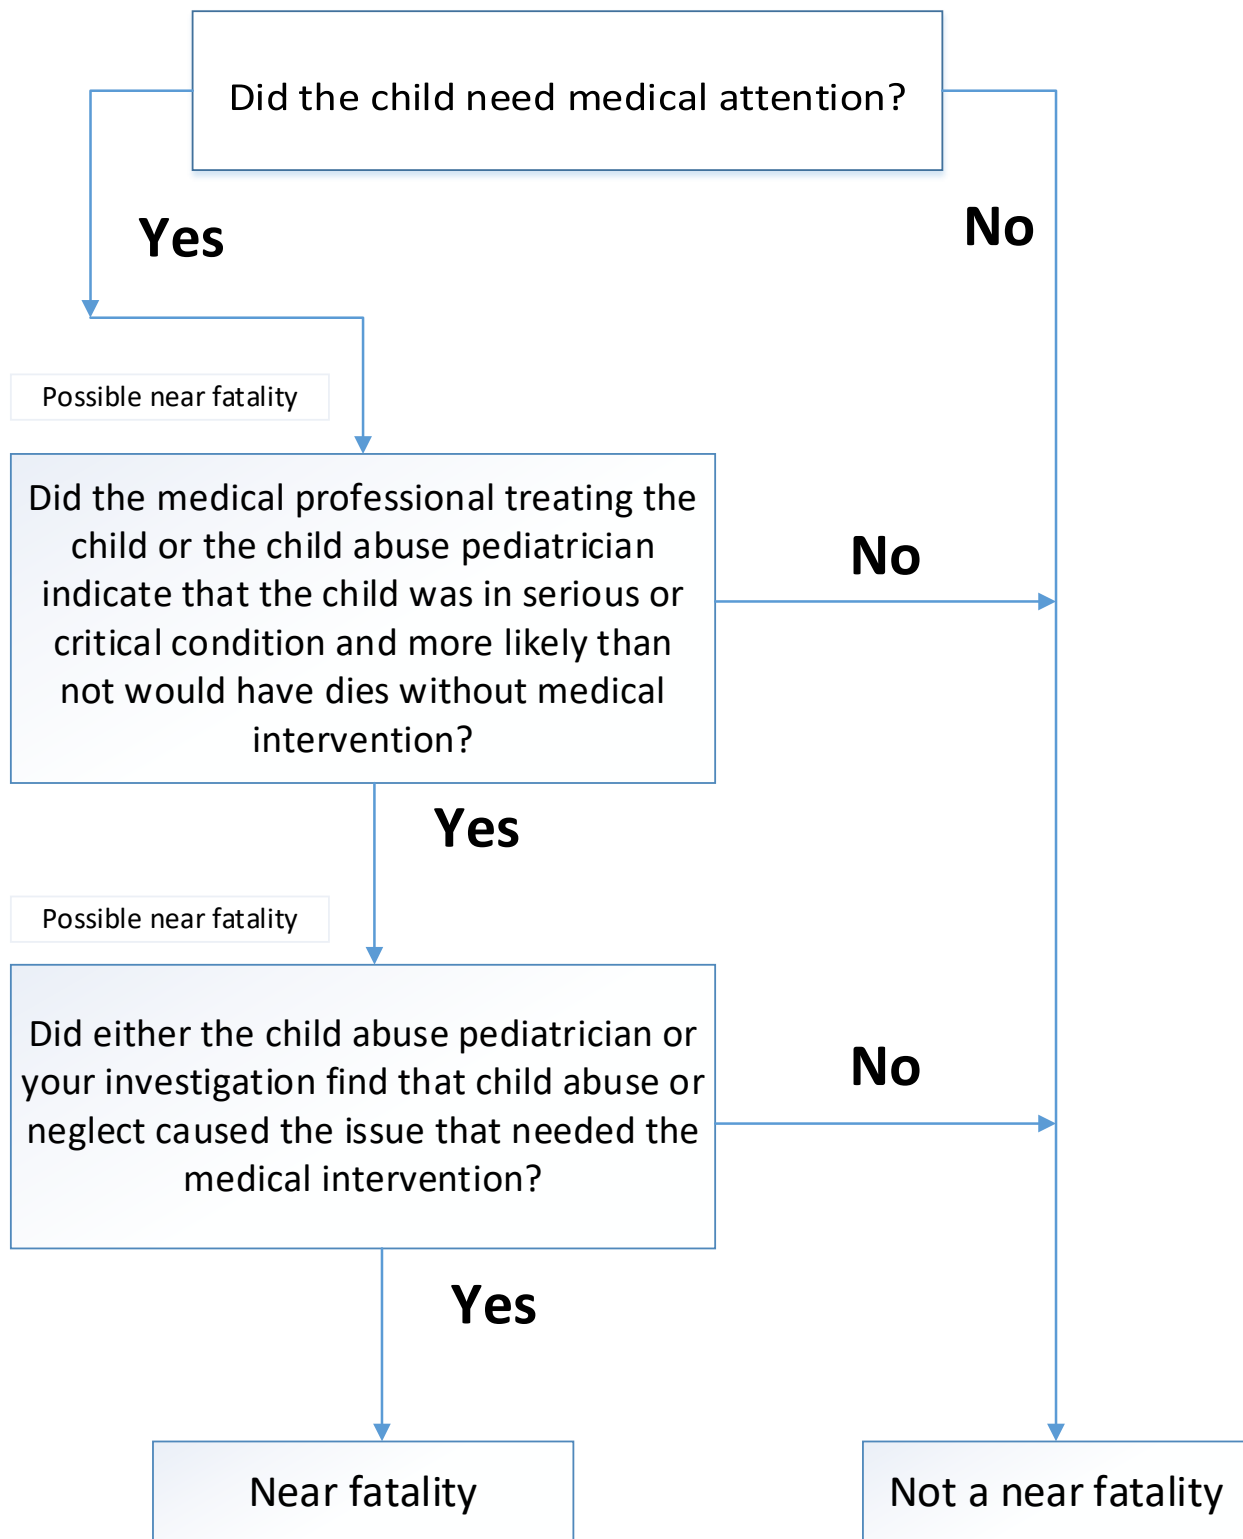 Did the child need medical attention?
Yes
No
Possible near fatality
Did the medical professional treating the
child or the child abuse pediatrician
indicate that the child was in serious or
critical condition and more likely than
not would have dies without medical
intervention?
No
Yes
Possible near fatality
Did either the child abuse pediatrician or
your investigation find that child abuse or
neglect caused the issue that needed the
medical intervention?
No
Yes
Near fatality
Not a near fatality